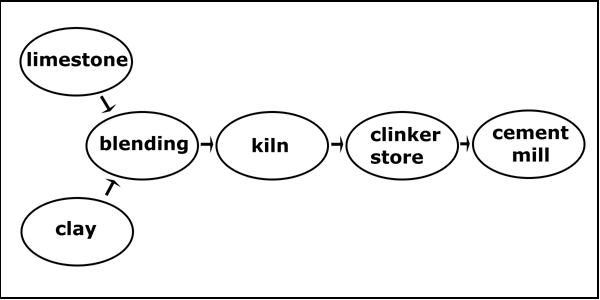 limestone
blending
kiln
clinker
store
cement
mill
clay